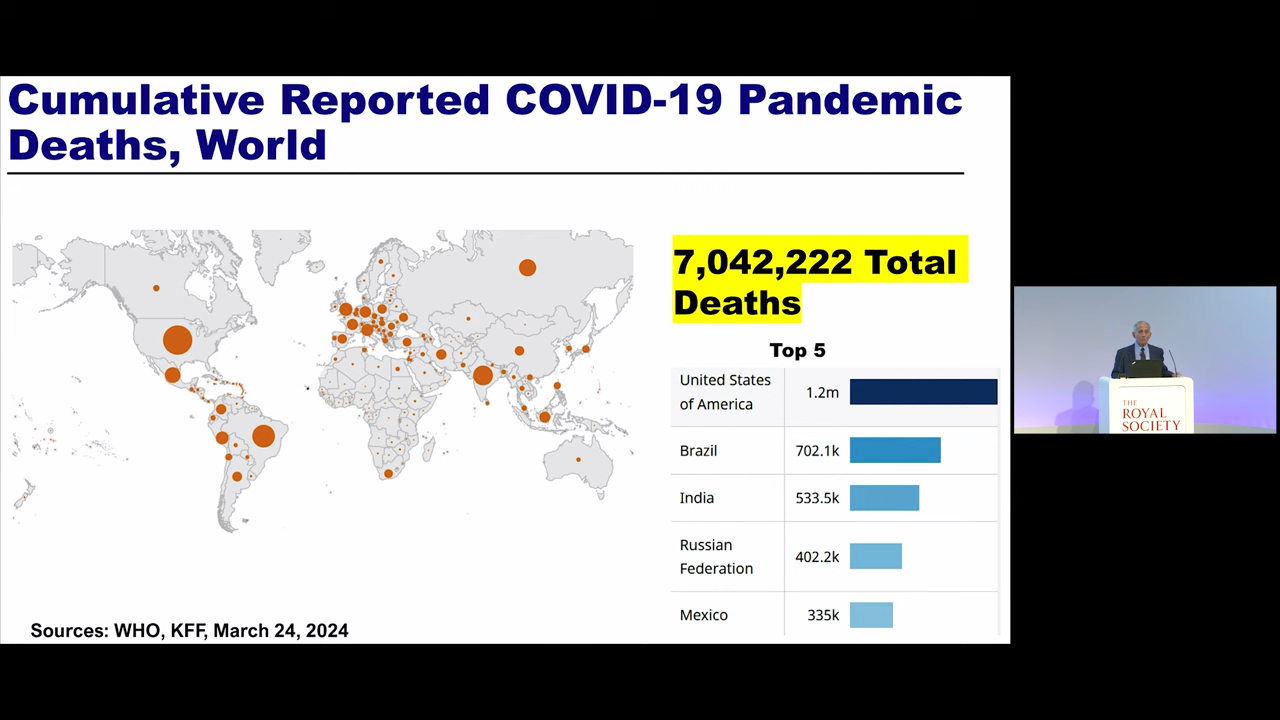 Cumulative Reported COVID-19 Pandemic
Deaths, World
7,042,222 Total
Deaths
Top 5
United States
of America
1.2m
Brazil
702.1k
India
533.5k
Russian
Federation
402.2k
Mexico
335k
Sources: WHO, KFF, March 24, 2024
THE
ROYAL
SOCIETY